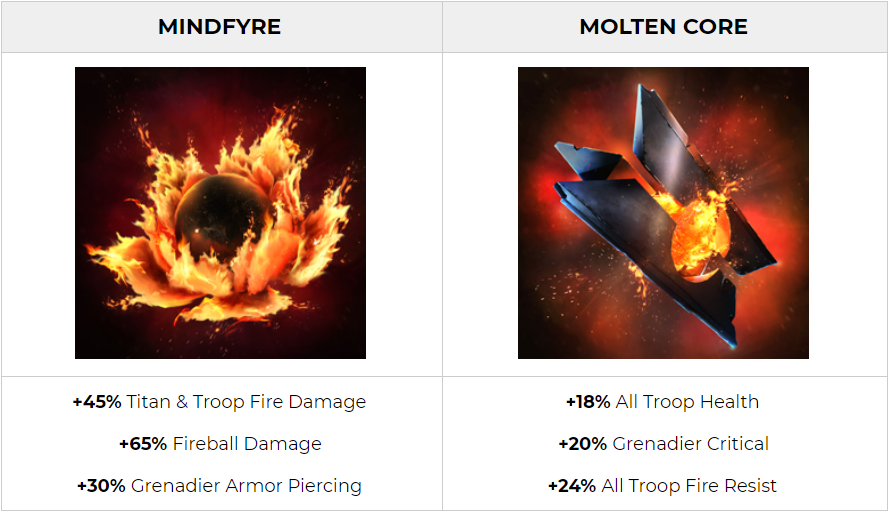 MINDFYRE
MOLTEN CORE
+45% Titan & Troop Fire Damage
+65% Fireball Damage
+30% Grenadier Armor Piercing
+18% All Troop Health
+20% Grenadier Critical
+24% All Troop Fire Resist